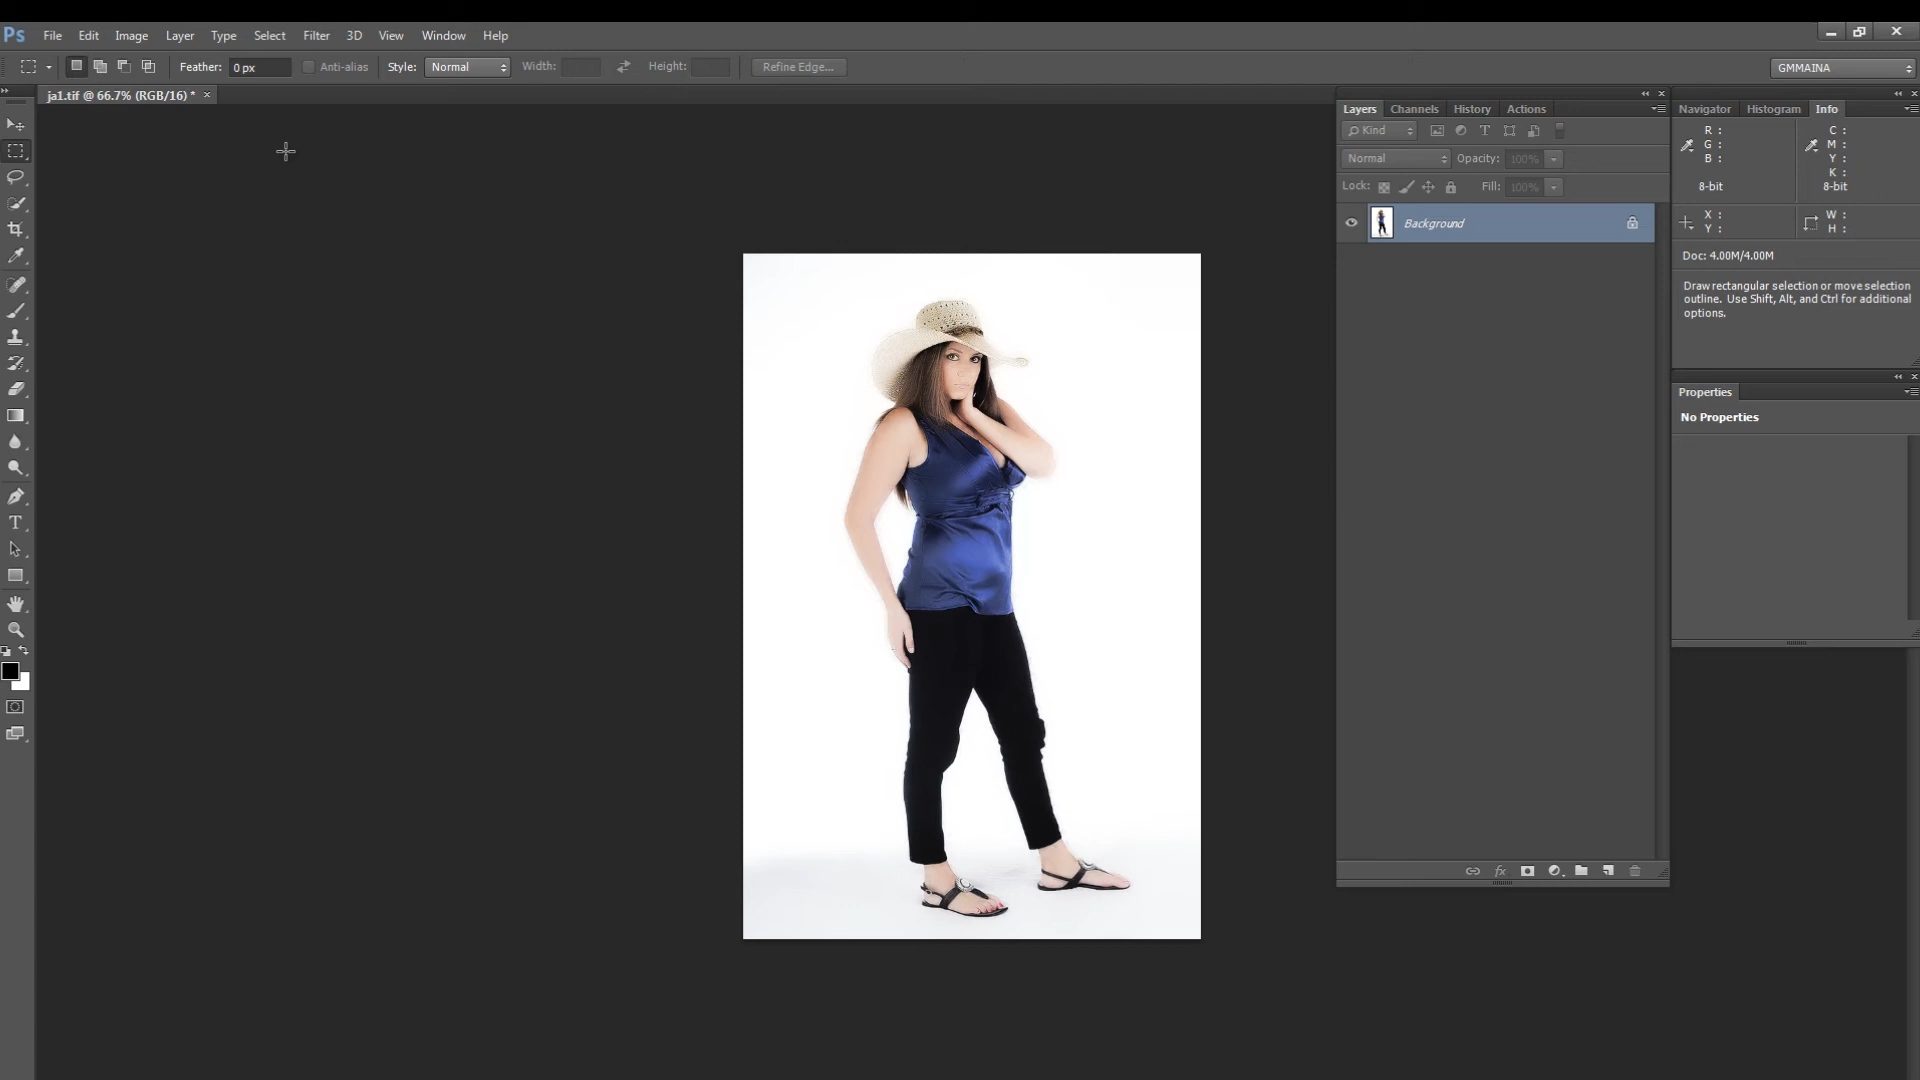 Ps File Edit Image Layer Type Select Filter 3D View Window Help
Feather: 0 px Anti-alias Style: Normal Width: Height: Refine Edge... GMMAINA
ja1.tif @ 66.7% (RGB/16) * ×
Layers Channels History Actions
Kind
Normal Opacity: 100%
Lock: Fill: 100%
Background
Navigator Histogram Info
R : C :
G : M :
B : Y :
K :
8-bit 8-bit
X : W :
Y : H :
Doc: 4.00M/4.00M
Draw rectangular selection or move selection
outline. Use Shift, Alt, and Ctrl for additional
options.
Properties
No Properties